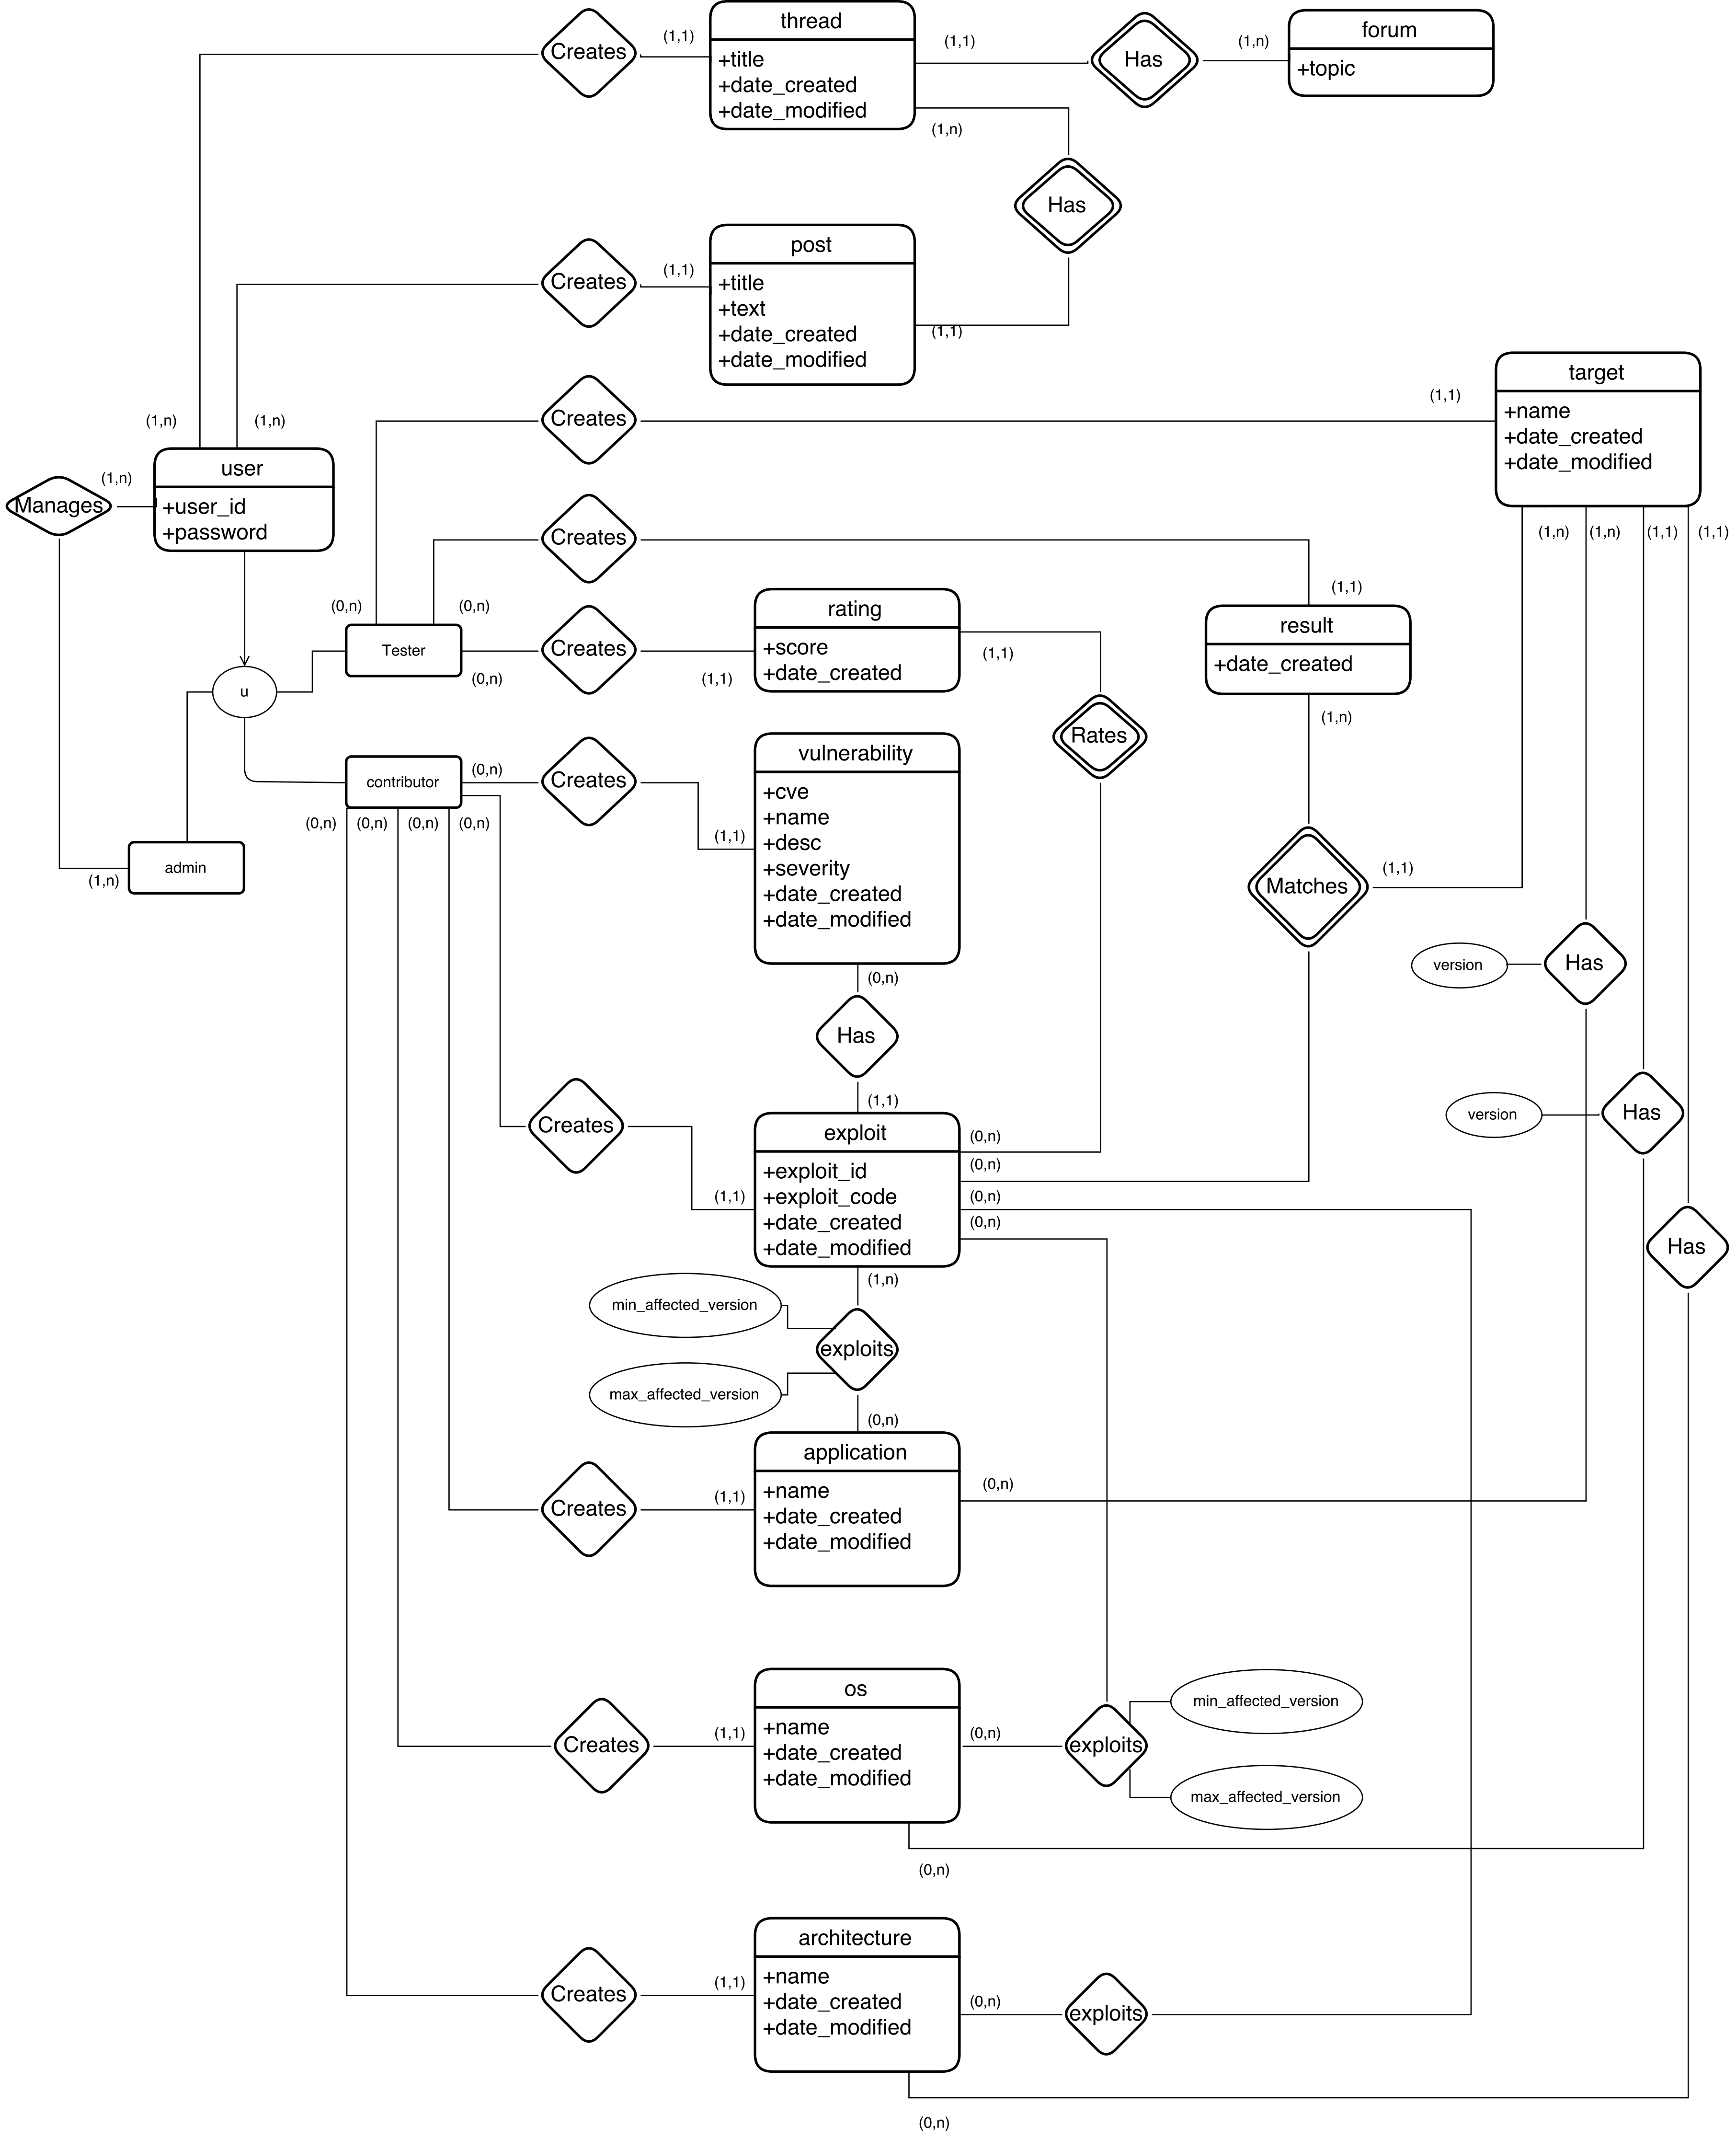 thread
+title
+date_created
+date_modified
Creates
(1,1)
(1,1)
Has
(1,n)
forum
+topic
(1,n)
Has
post
+title
+text
+date_created
+date_modified
Creates
(1,1)
(1,1)
target
+name
+date_created
+date_modified
Creates
(1,1)
(1,n)
(1,n)
user
+user_id
+password
Manages
(1,n)
Creates
(1,n)
(1,n)
(1,1)
(1,1)
(1,1)
result
+date_created
(0,n)
(0,n)
Tester
(0,n)
Creates
(1,1)
rating
+score
+date_created
(1,1)
u
(1,n)
Rates
contributor
(0,n)
Creates
(1,1)
vulnerability
+cve
+name
+desc
+severity
+date_created
+date_modified
(0,n)
(0,n)
(0,n)
(0,n)
admin
(1,n)
Matches
(1,1)
version
Has
(0,n)
Has
(1,1)
version
Has
Creates
(1,1)
exploit
+exploit_id
+exploit_code
+date_created
+date_modified
(0,n)
(0,n)
(0,n)
(0,n)
Has
(1,n)
min_affected_version
exploits
max_affected_version
(0,n)
Creates
(1,1)
application
+name
+date_created
+date_modified
(0,n)
Creates
(1,1)
os
+name
+date_created
+date_modified
(0,n)
exploits
min_affected_version
max_affected_version
(0,n)
Creates
(1,1)
architecture
+name
+date_created
+date_modified
(0,n)
exploits
(0,n)